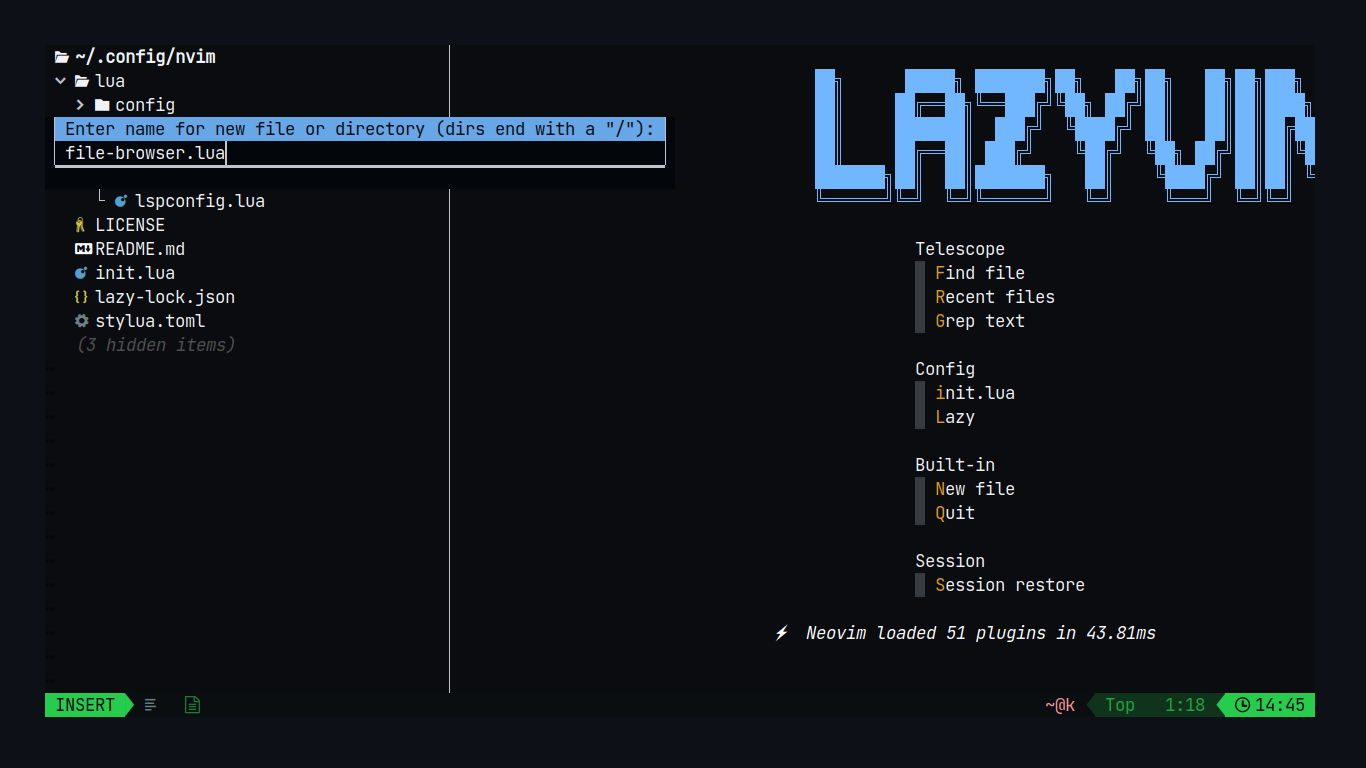 ~/.config/nvim
lua
config
Enter name for new file or directory (dirs end with a "/"):
file-browser.lua
lspconfig.lua
LICENSE
README.md
init.lua
{} lazy-lock.json
stylua.toml
(3 hidden items)
LAZYVIM
Telescope
Find file
Recent files
Grep text
Config
init.lua
Lazy
Built-in
New file
Quit
Session
Session restore
Neovim loaded 51 plugins in 43.81ms
INSERT
~@k Top 1:18 14:45